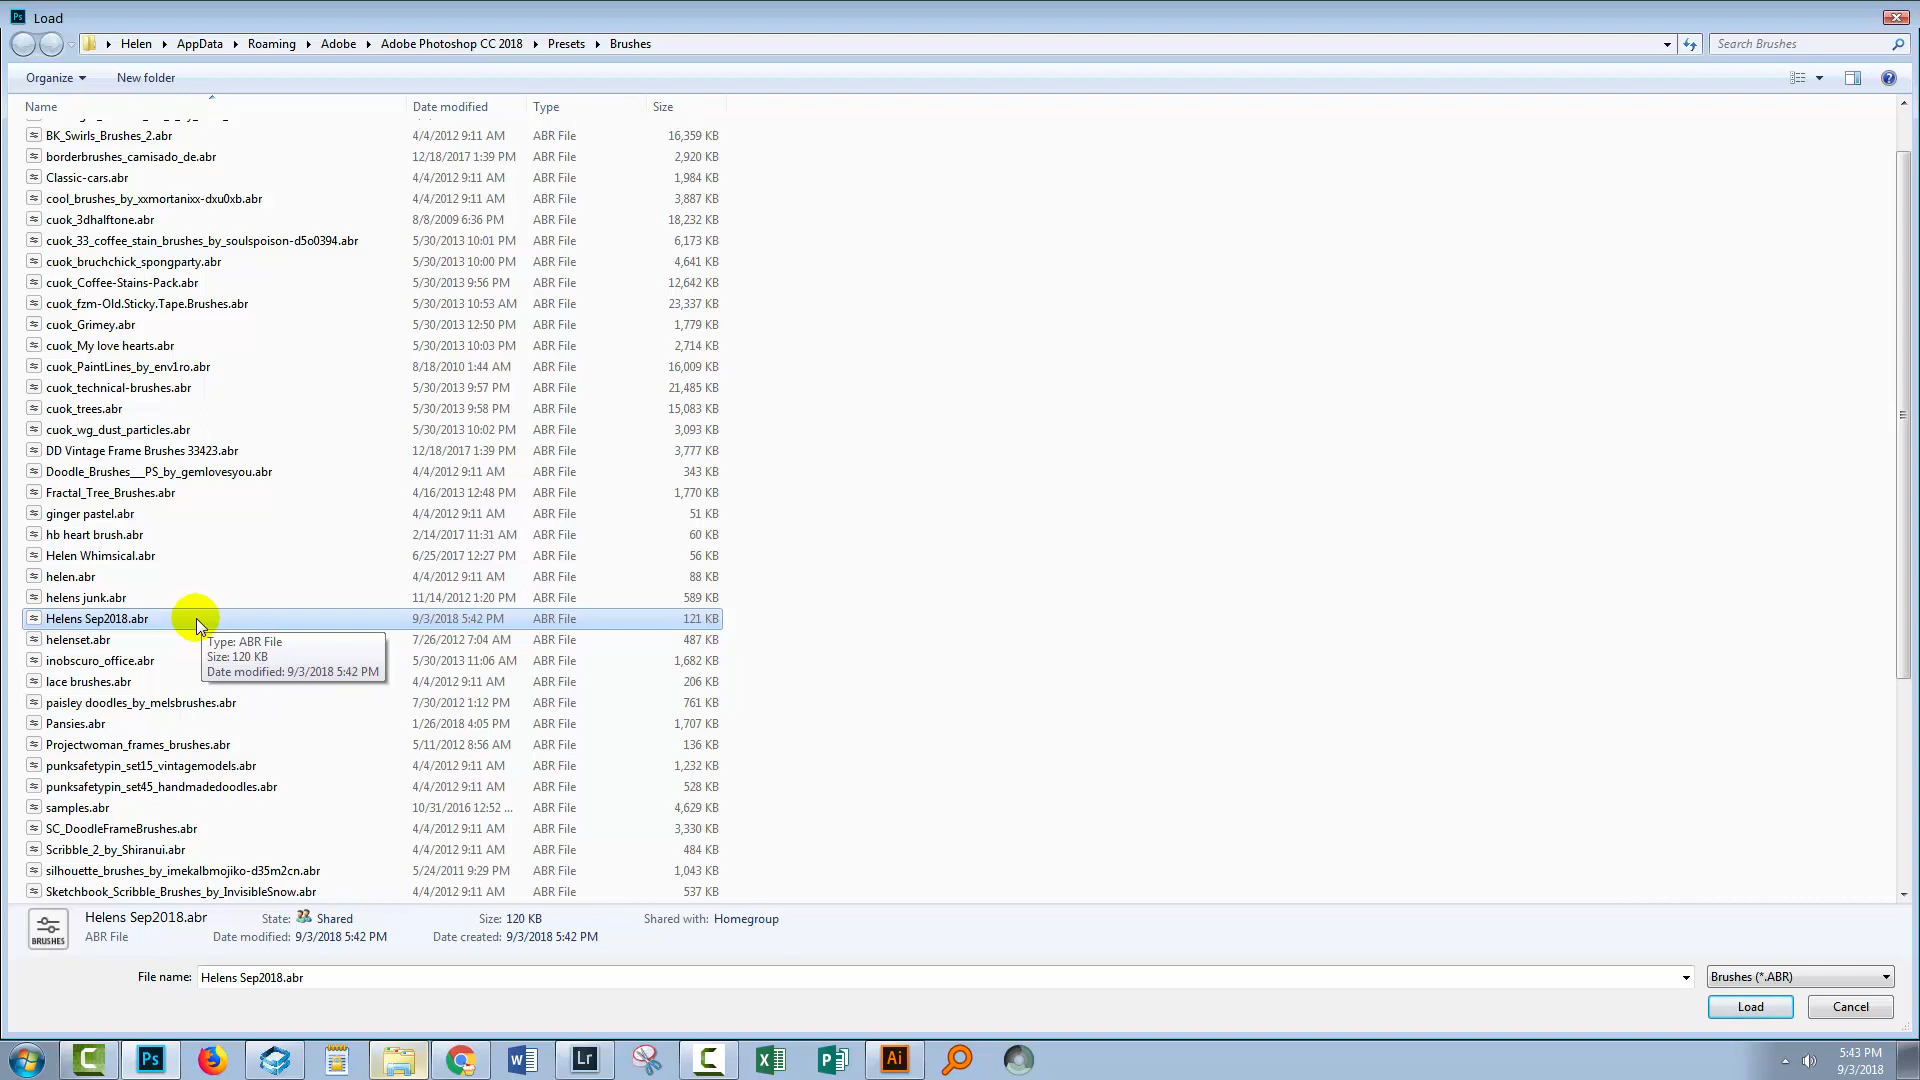 Ps Load
Helen AppData Roaming Adobe Adobe Photoshop CC 2018 Presets Brushes Search Brushes
Organize New folder
Name Date modified Type Size
BK_Swirls_Brushes_2.abr 4/4/2012 9:11 AM ABR File 16,359 KB
borderbrushes_camisado_de.abr 12/18/2017 1:39 PM ABR File 2,920 KB
Classic-cars.abr 4/4/2012 9:11 AM ABR File 1,984 KB
cool_brushes_by_xxmortanixx-dxu0xb.abr 4/4/2012 9:11 AM ABR File 3,887 KB
cuok_3dhalftone.abr 8/8/2009 6:36 PM ABR File 18,232 KB
cuok_33_coffee_stain_brushes_by_soulspoison-d5o0394.abr 5/30/2013 10:01 PM ABR File 6,173 KB
cuok_bruchchick_spongparty.abr 5/30/2013 10:00 PM ABR File 4,641 KB
cuok_Coffee-Stains-Pack.abr 5/30/2013 9:56 PM ABR File 12,642 KB
cuok_fzm-Old.Sticky.Tape.Brushes.abr 5/30/2013 10:53 AM ABR File 23,337 KB
cuok_Grimey.abr 5/30/2013 12:50 PM ABR File 1,779 KB
cuok_My love hearts.abr 5/30/2013 10:03 PM ABR File 2,714 KB
cuok_PaintLines_by_env1ro.abr 8/18/2010 1:44 AM ABR File 16,009 KB
cuok_technical-brushes.abr 5/30/2013 9:57 PM ABR File 21,485 KB
cuok_trees.abr 5/30/2013 9:58 PM ABR File 15,083 KB
cuok_wg_dust_particles.abr 5/30/2013 10:02 PM ABR File 3,093 KB
DD Vintage Frame Brushes 33423.abr 12/18/2017 1:39 PM ABR File 3,777 KB
Doodle_Brushes___PS_by_gemlovesyou.abr 4/4/2012 9:11 AM ABR File 343 KB
Fractal_Tree_Brushes.abr 4/16/2013 12:48 PM ABR File 1,770 KB
ginger pastel.abr 4/4/2012 9:11 AM ABR File 51 KB
hb heart brush.abr 2/14/2017 11:31 AM ABR File 60 KB
Helen Whimsical.abr 6/25/2017 12:27 PM ABR File 56 KB
helen.abr 4/4/2012 9:11 AM ABR File 88 KB
helens junk.abr 11/14/2012 1:20 PM ABR File 589 KB
Helens Sep2018.abr 9/3/2018 5:42 PM ABR File 121 KB
helenset.abr 7/26/2012 7:04 AM ABR File 487 KB
Type: ABR File
Size: 120 KB
Date modified: 9/3/2018 5:42 PM
inobscuro_office.abr 5/30/2013 11:06 AM ABR File 1,682 KB
lace brushes.abr 4/4/2012 9:11 AM ABR File 206 KB
paisley doodles_by_melsbrushes.abr 7/30/2012 1:12 PM ABR File 761 KB
Pansies.abr 1/26/2018 4:05 PM ABR File 1,707 KB
Projectwoman_frames_brushes.abr 5/11/2012 8:56 AM ABR File 136 KB
punksafetypin_set15_vintagemodels.abr 4/4/2012 9:11 AM ABR File 1,232 KB
punksafetypin_set45_handmadedoodles.abr 4/4/2012 9:11 AM ABR File 528 KB
samples.abr 10/31/2016 12:52 ... ABR File 4,629 KB
SC_DoodleFrameBrushes.abr 4/4/2012 9:11 AM ABR File 3,330 KB
Scribble_2_by_Shiranui.abr 4/4/2012 9:11 AM ABR File 484 KB
silhouette_brushes_by_imekalbmojiko-d35m2cn.abr 5/24/2011 9:29 PM ABR File 1,043 KB
Sketchbook_Scribble_Brushes_by_InvisibleSnow.abr 4/4/2012 9:11 AM ABR File 537 KB
Helens Sep2018.abr State: Shared Size: 120 KB Shared with: Homegroup
BRUSHES ABR File Date modified: 9/3/2018 5:42 PM Date created: 9/3/2018 5:42 PM
File name: Helens Sep2018.abr Brushes (*.ABR)
Load Cancel
Ps Lr Ai 5:43 PM
9/3/2018